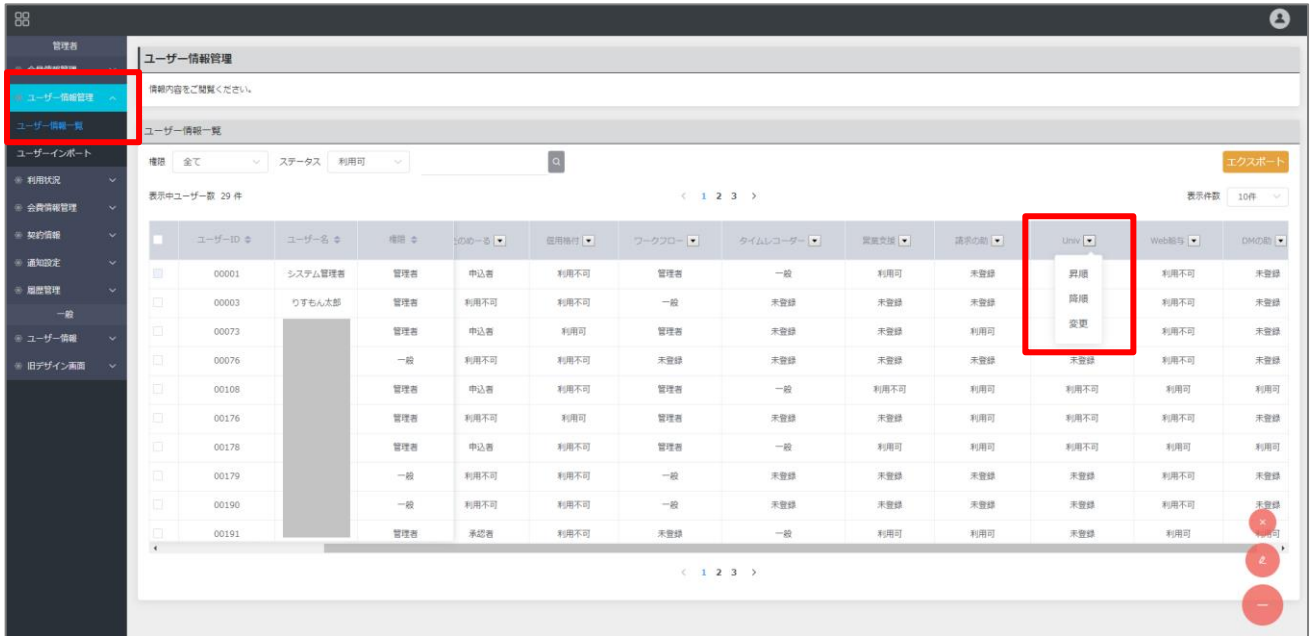 管理者
ユーザー情報管理
ユーザー情報一覧
ユーザーインポート
利用状況
会費情報管理
契約情報
通知設定
履歴管理
一般
ユーザー情報
旧デザイン画面
ユーザー情報管理
情報内容をご閲覧ください。
ユーザー情報一覧
権限 全て ステータス 利用可 エクスポート
表示中ユーザー数 29 件 < 1 2 3 > 表示件数 10件
ユーザーID ユーザー名 権限 のめーる 信用格付 ワークフロー タイムレコーダー 営業支援 請求の助 Univ Web給与 DMの助
00001 システム管理者 管理者 申込者 利用不可 管理者 一般 利用可 未登録 利用不可 未登録
昇順
降順
変更
00003 りすもん太郎 管理者 利用不可 利用不可 一般 未登録 未登録 未登録 利用不可 未登録
00073 管理者 申込者 利用可 管理者 未登録 未登録 利用可 利用不可 未登録
00076 一般 利用不可 利用不可 未登録 未登録 未登録 未登録 未登録 利用不可 未登録
00108 管理者 申込者 利用不可 管理者 一般 利用不可 利用可 利用不可 利用可 利用可
00176 管理者 利用不可 利用可 管理者 未登録 未登録 利用可 利用不可 利用不可 未登録
00178 管理者 申込者 利用不可 管理者 一般 利用可 利用可 利用不可 利用可 利用可
00179 一般 利用不可 利用不可 一般 未登録 未登録 未登録 未登録 利用不可 未登録
00190 一般 利用不可 利用不可 一般 未登録 未登録 未登録 未登録 利用不可 未登録
00191 管理者 承認者 利用不可 未登録 一般 利用可 利用可 未登録 利用可
< 1 2 3 >